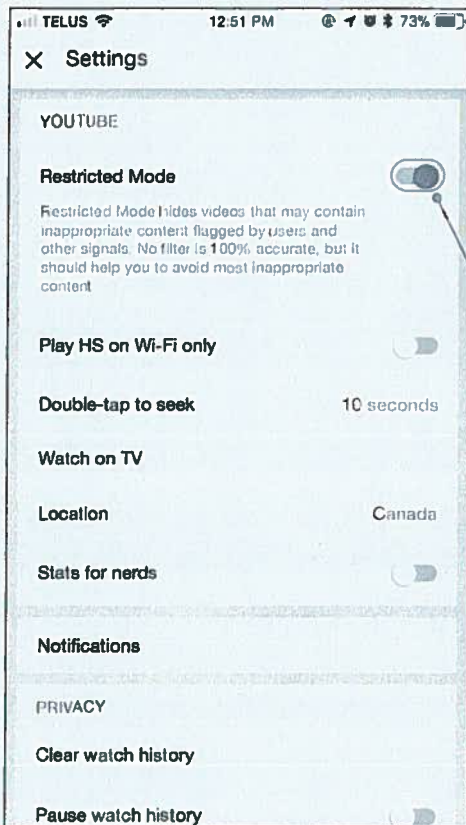 TELUS 12:51 PM 73%
× Settings
YOUTUBE
Restricted Mode
Restricted Mode hides videos that may contain
inappropriate content flagged by users and
other signals. No filter is 100% accurate, but it
should help you to avoid most inappropriate
content
Play HS on Wi-Fi only
Double-tap to seek 10 seconds
Watch on TV
Location Canada
Stats for nerds
Notifications
PRIVACY
Clear watch history
Pause watch history